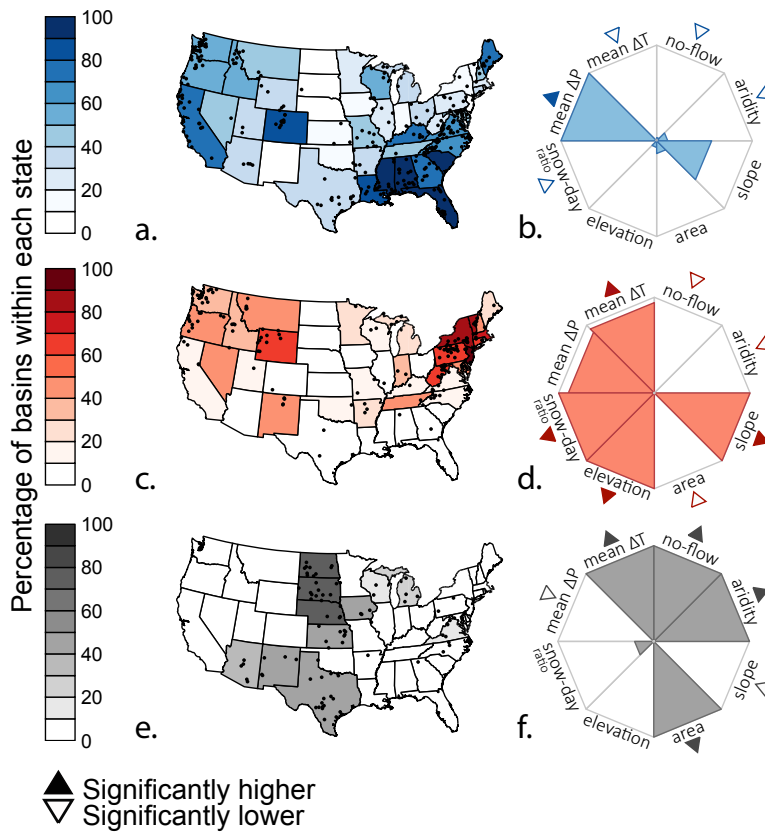 Percentage of basins within each state
100
80
60
40
20
0
a.
mean ΔT
no-flow
mean ΔP
aridity
snow-day
ratio
slope
elevation
area
b.
100
80
60
40
20
0
c.
mean ΔT
no-flow
mean ΔP
aridity
snow-day
ratio
slope
elevation
area
d.
100
80
60
40
20
0
e.
mean ΔT
no-flow
mean ΔP
aridity
snow-day
ratio
slope
elevation
area
f.
Significantly higher
Significantly lower